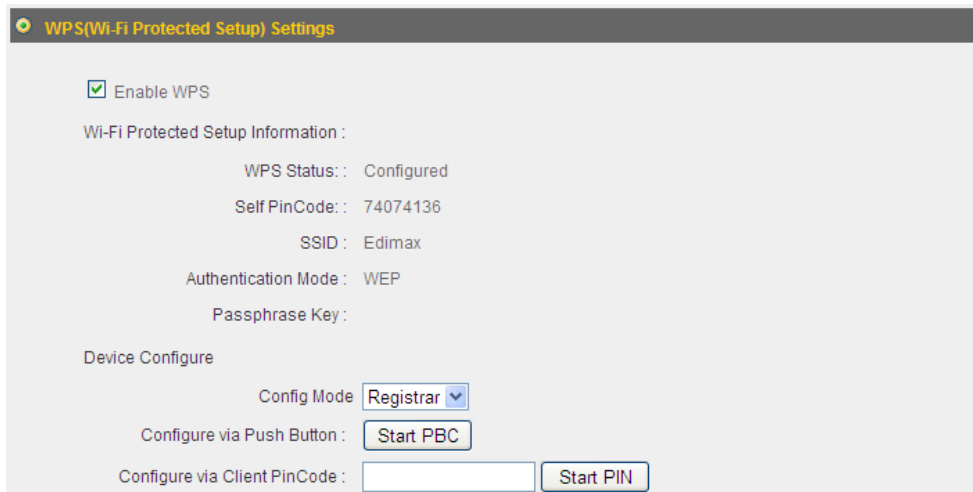 WPS(Wi-Fi Protected Setup) Settings
Enable WPS
Wi-Fi Protected Setup Information :
WPS Status: : Configured
Self PinCode: : 74074136
SSID : Edimax
Authentication Mode : WEP
Passphrase Key :
Device Configure
Config Mode Registrar
Configure via Push Button : Start PBC
Configure via Client PinCode : Start PIN